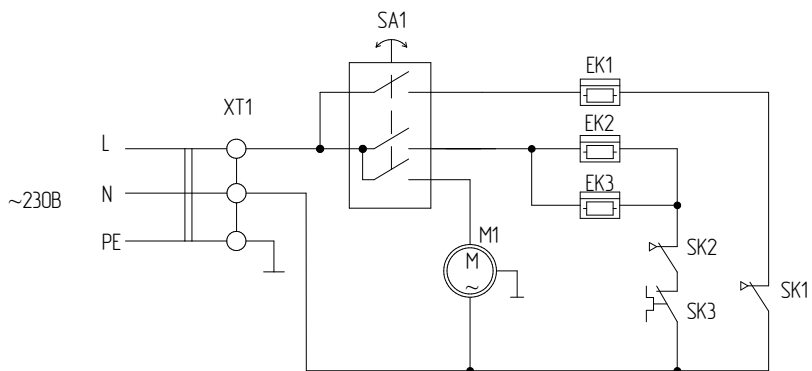 SA1
EK1
XT1
EK2
L
EK3
N
~230В
M1
PE
SK2
M
~
SK1
SK3